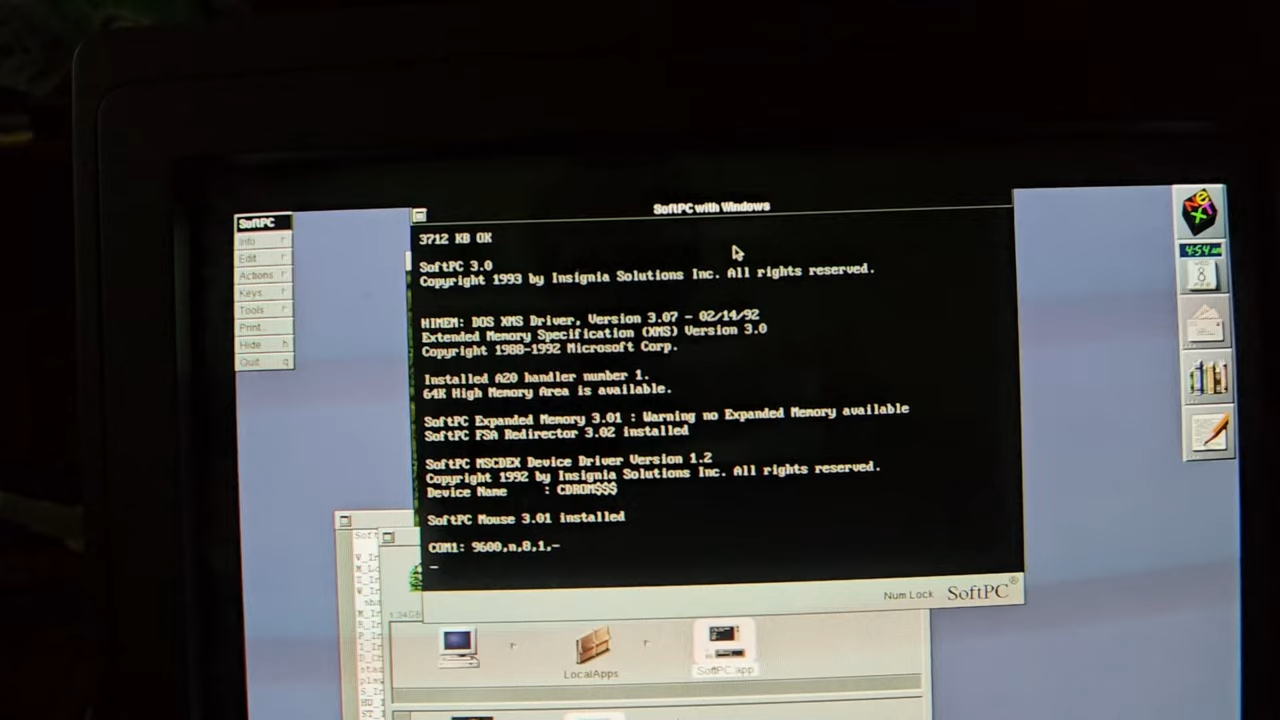 SoftPC
Info
Edit
Actions
Keys
Tools
Print...
Hide h
Quit q
SoftPC with Windows
3712 KB OK
SoftPC 3.0
Copyright 1993 by Insignia Solutions Inc. All rights reserved.
HIMEM: DOS XMS Driver, Version 3.07 - 02/14/92
Extended Memory Specification (XMS) Version 3.0
Copyright 1988-1992 Microsoft Corp.
Installed A20 handler number 1.
64K High Memory Area is available.
SoftPC Expanded Memory 3.01 : Warning no Expanded Memory available
SoftPC FSA Redirector 3.02 installed
SoftPC MSCDEX Device Driver Version 1.2
Copyright 1992 by Insignia Solutions Inc. All rights reserved.
Device Name : CDROM$$$
SoftPC Mouse 3.01 installed
COM1: 9600,n,8,1,-
Num Lock SoftPC®
NeXT
4:54
8
LocalApps
SoftPC.app